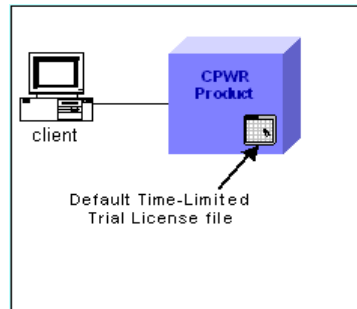 CPWR
Product
client
Default Time-Limited
Trial License file